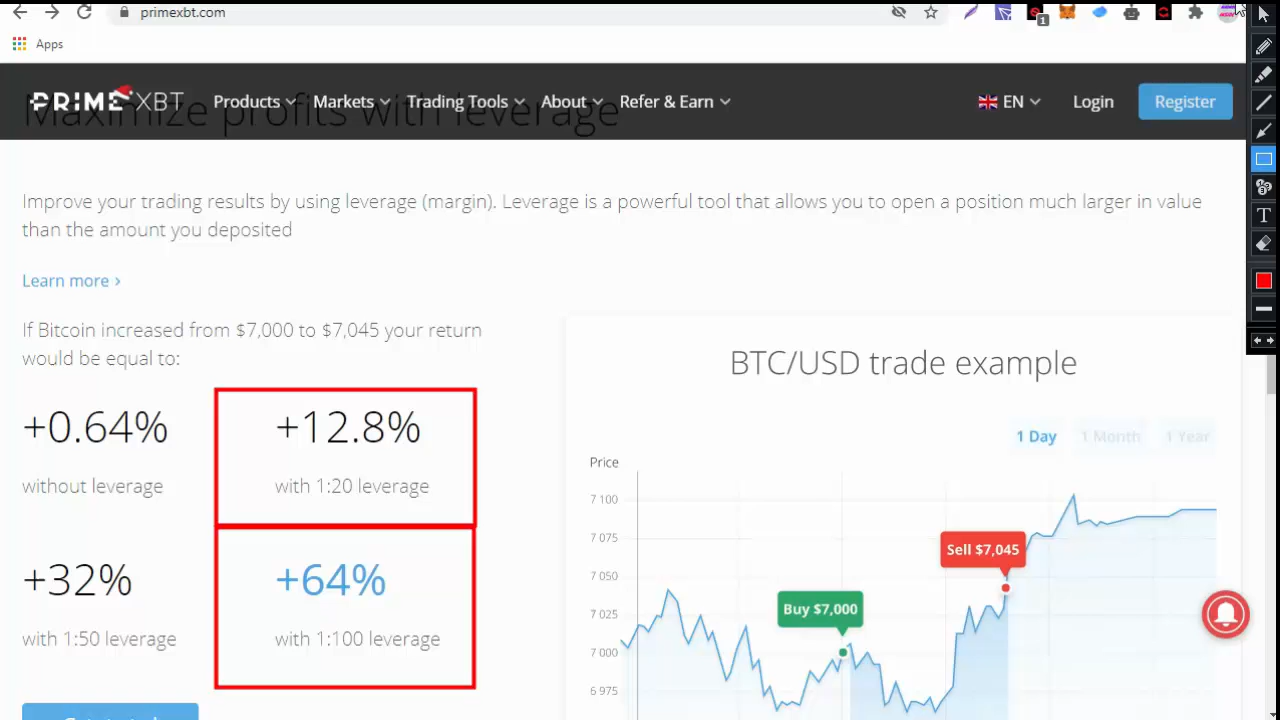 primexbt.com
1
Apps
PRIME XBT
Products
Markets
Trading Tools
About
Refer & Earn
EN
Login
Register
Maximize profits with leverage
Improve your trading results by using leverage (margin). Leverage is a powerful tool that allows you to open a position much larger in value
than the amount you deposited
Learn more ›
If Bitcoin increased from $7,000 to $7,045 your return
would be equal to:
+0.64%
without leverage
+12.8%
with 1:20 leverage
+32%
with 1:50 leverage
+64%
with 1:100 leverage
BTC/USD trade example
1 Day
1 Month
1 Year
Price
7 100
7 075
7 050
7 025
7 000
6 975
Buy $7,000
Sell $7,045
T